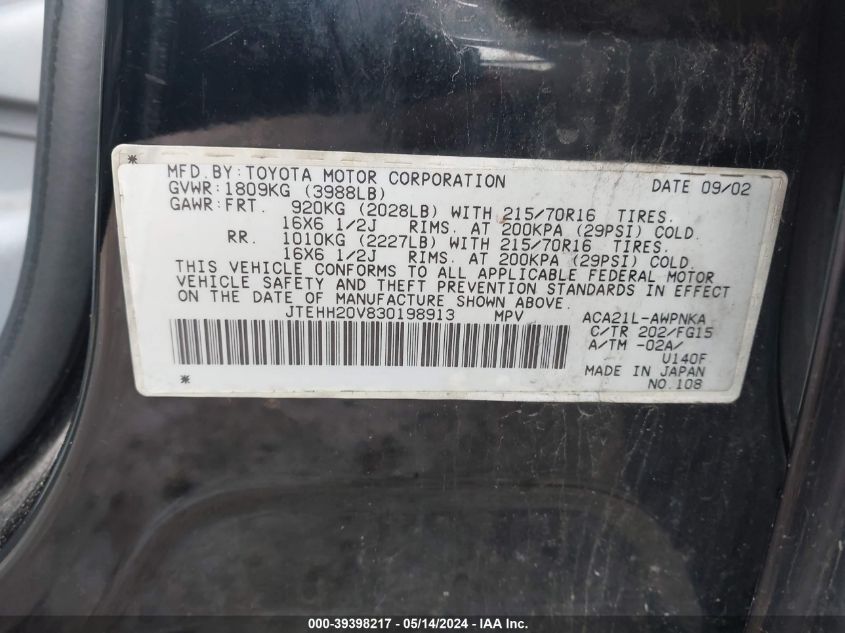 MFD.BY:TOYOTA MOTOR CORPORATION DATE 09/02
GVWR:1809KG (3988LB)
GAWR:FRT. 920KG (2028LB) WITH 215/70R16 TIRES.
16X6 1/2J RIMS. AT 200KPA (29PSI) COLD.
RR. 1010KG (2227LB) WITH 215/70R16 TIRES.
16X6 1/2J RIMS. AT 200KPA (29PSI) COLD.
THIS VEHICLE CONFORMS TO ALL APPLICABLE FEDERAL MOTOR
VEHICLE SAFETY AND THEFT PREVENTION STANDARDS IN EFFECT
ON THE DATE OF MANUFACTURE SHOWN ABOVE.
JTEHH20V830198913 MPV ACA21L-AWPNKA
C/TR 202/FG15
A/TM -02A/
U140F
MADE IN JAPAN
NO.108
000-39398217 - 05/14/2024 - IAA Inc.